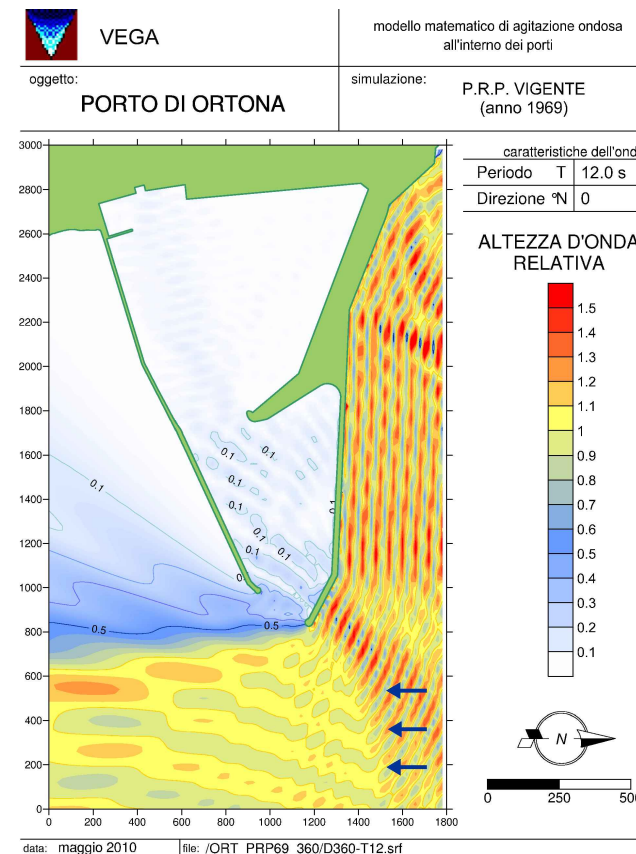 VEGA
modello matematico di agitazione ondosa
all'interno dei porti
oggetto:
PORTO DI ORTONA
simulazione:
P.R.P. VIGENTE
(anno 1969)
caratteristiche dell'ond
Periodo T 12.0 s
Direzione °N 0
ALTEZZA D'ONDA
RELATIVA
1.5
1.4
1.3
1.2
1.1
1
0.9
0.8
0.7
0.6
0.5
0.4
0.3
0.2
0.1
N
0 250 500
3000
2800
2600
2400
2200
2000
1800
1600
1400
1200
1000
800
600
400
200
0
0 200 400 600 800 1000 1200 1400 1600 1800
0.1
0.1
0.1
0.1
0.1
0.1
0.1
0.1
0.1
0.5
0.5
data: maggio 2010
file: /ORT_PRP69_360/D360-T12.srf